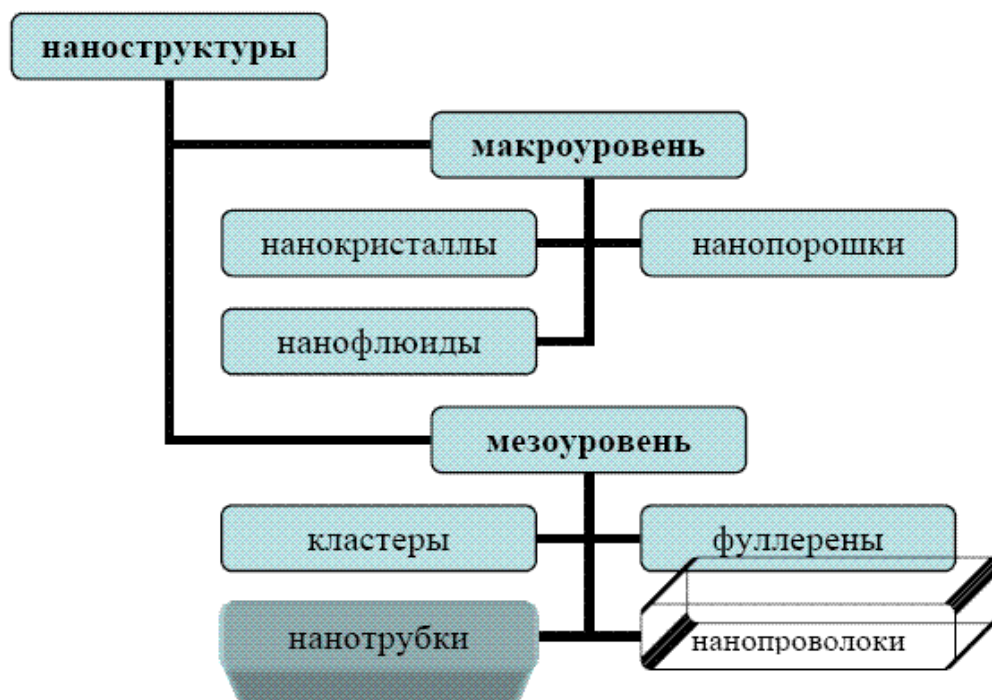 наноструктуры
макроуровень
нанокристаллы
нанопорошки
нанофлюиды
мезоуровень
кластеры
фуллерены
нанотрубки
нанопроволоки